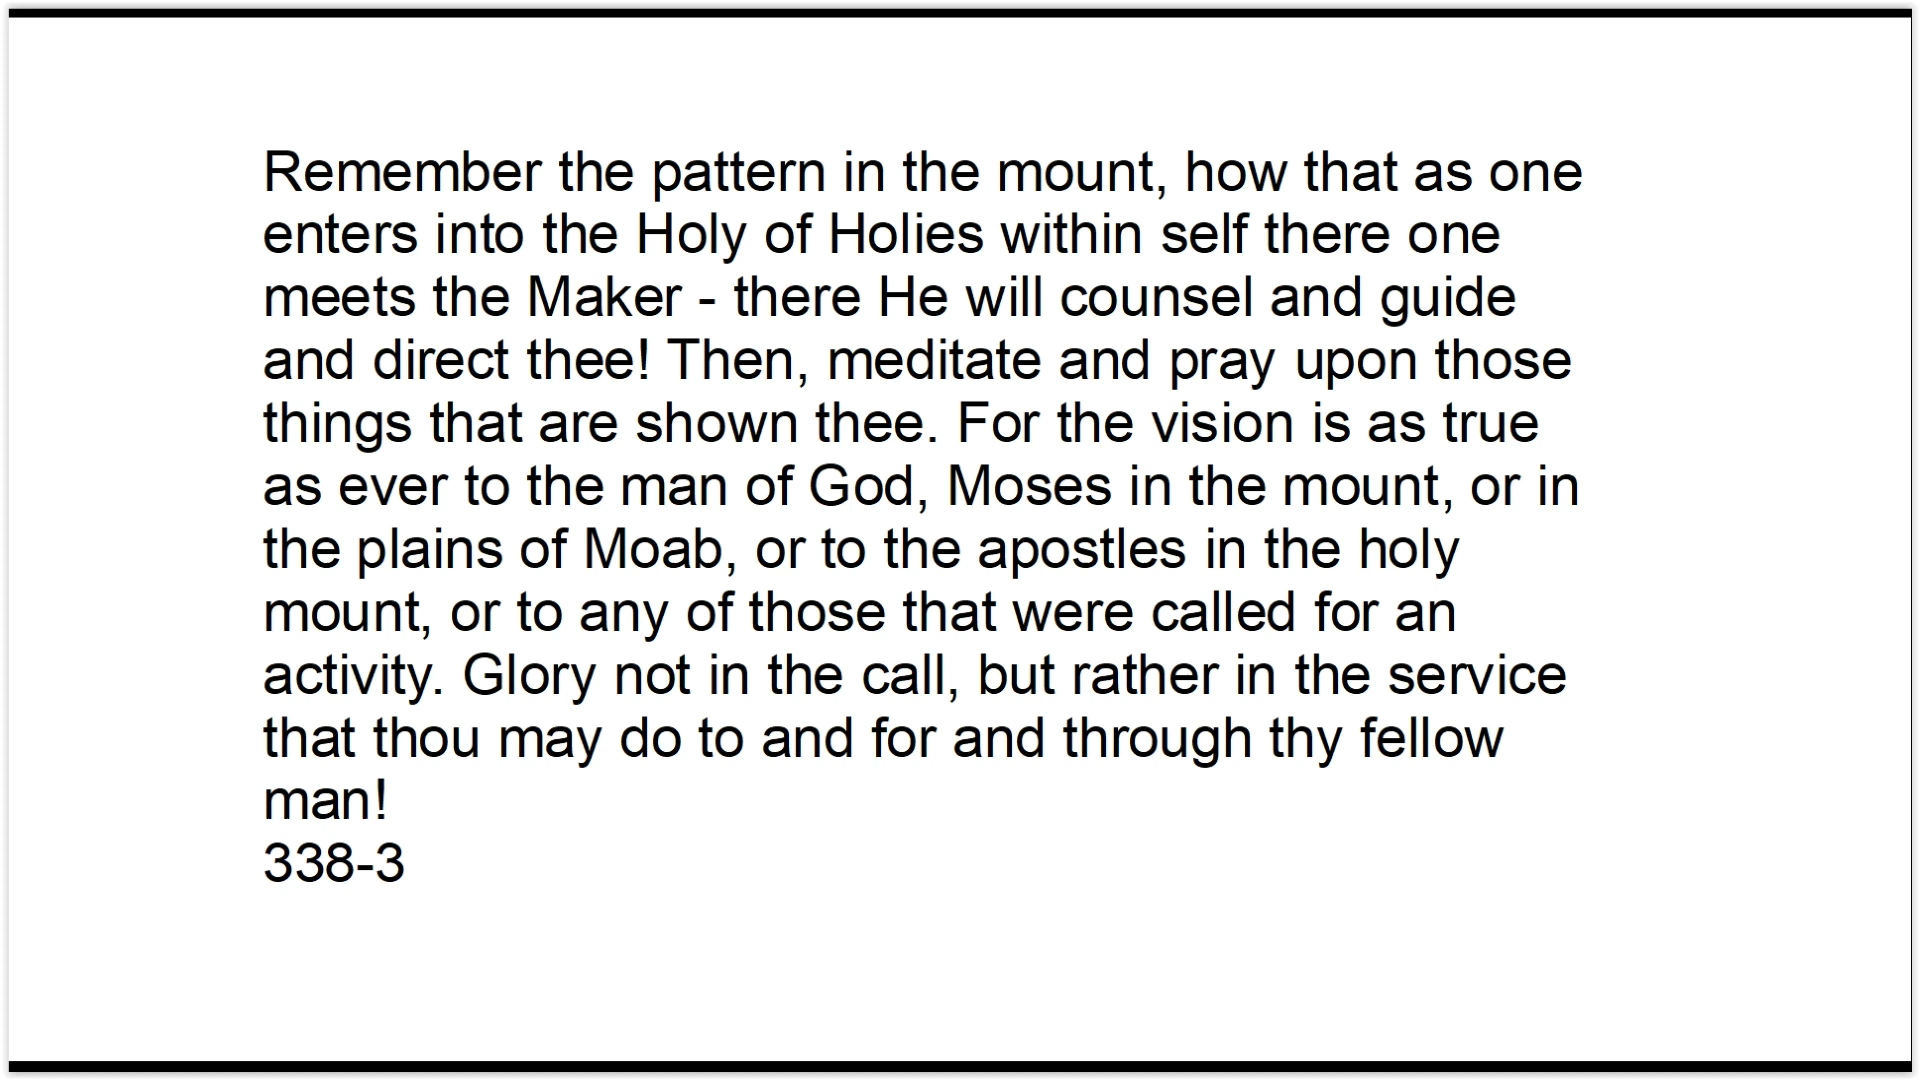 Remember the pattern in the mount, how that as one
enters into the Holy of Holies within self there one
meets the Maker - there He will counsel and guide
and direct thee! Then, meditate and pray upon those
things that are shown thee. For the vision is as true
as ever to the man of God, Moses in the mount, or in
the plains of Moab, or to the apostles in the holy
mount, or to any of those that were called for an
activity. Glory not in the call, but rather in the service
that thou may do to and for and through thy fellow
man!
338-3